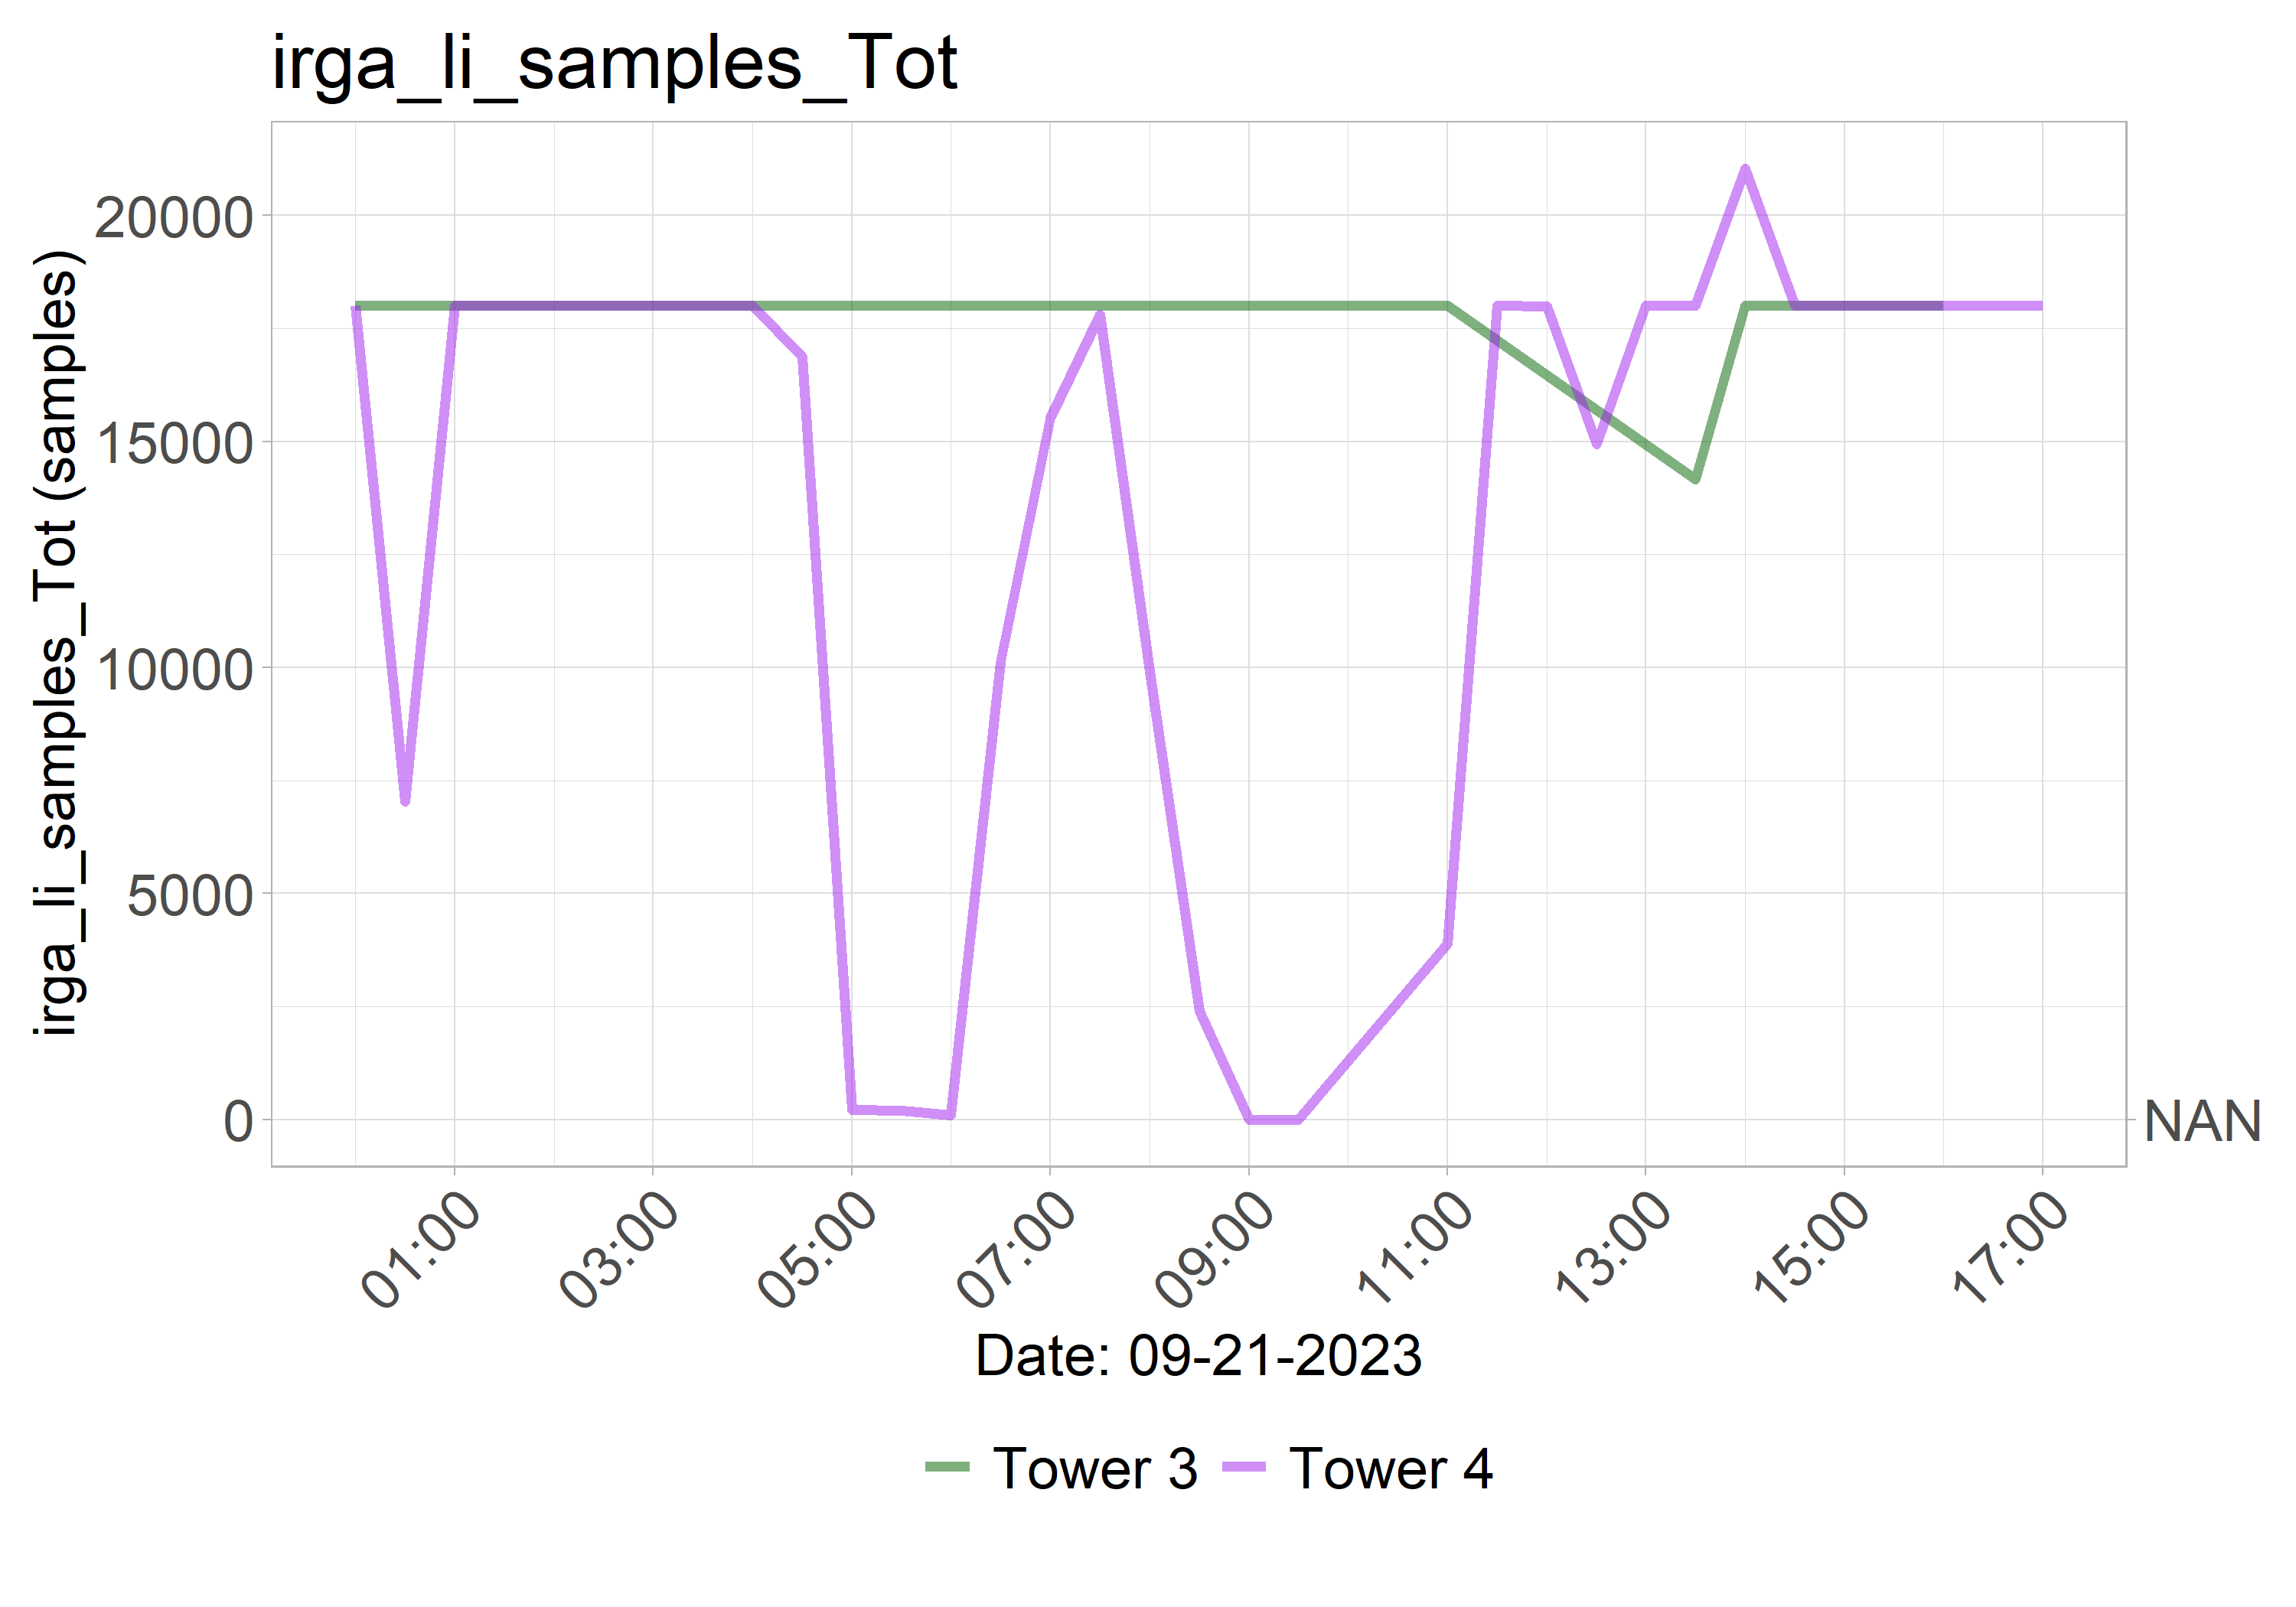 irga_li_samples_Tot
irga_li_samples_Tot (samples)
20000
15000
10000
5000
0
NAN
01:00
03:00
05:00
07:00
09:00
11:00
13:00
15:00
17:00
Date: 09-21-2023
Tower 3 Tower 4